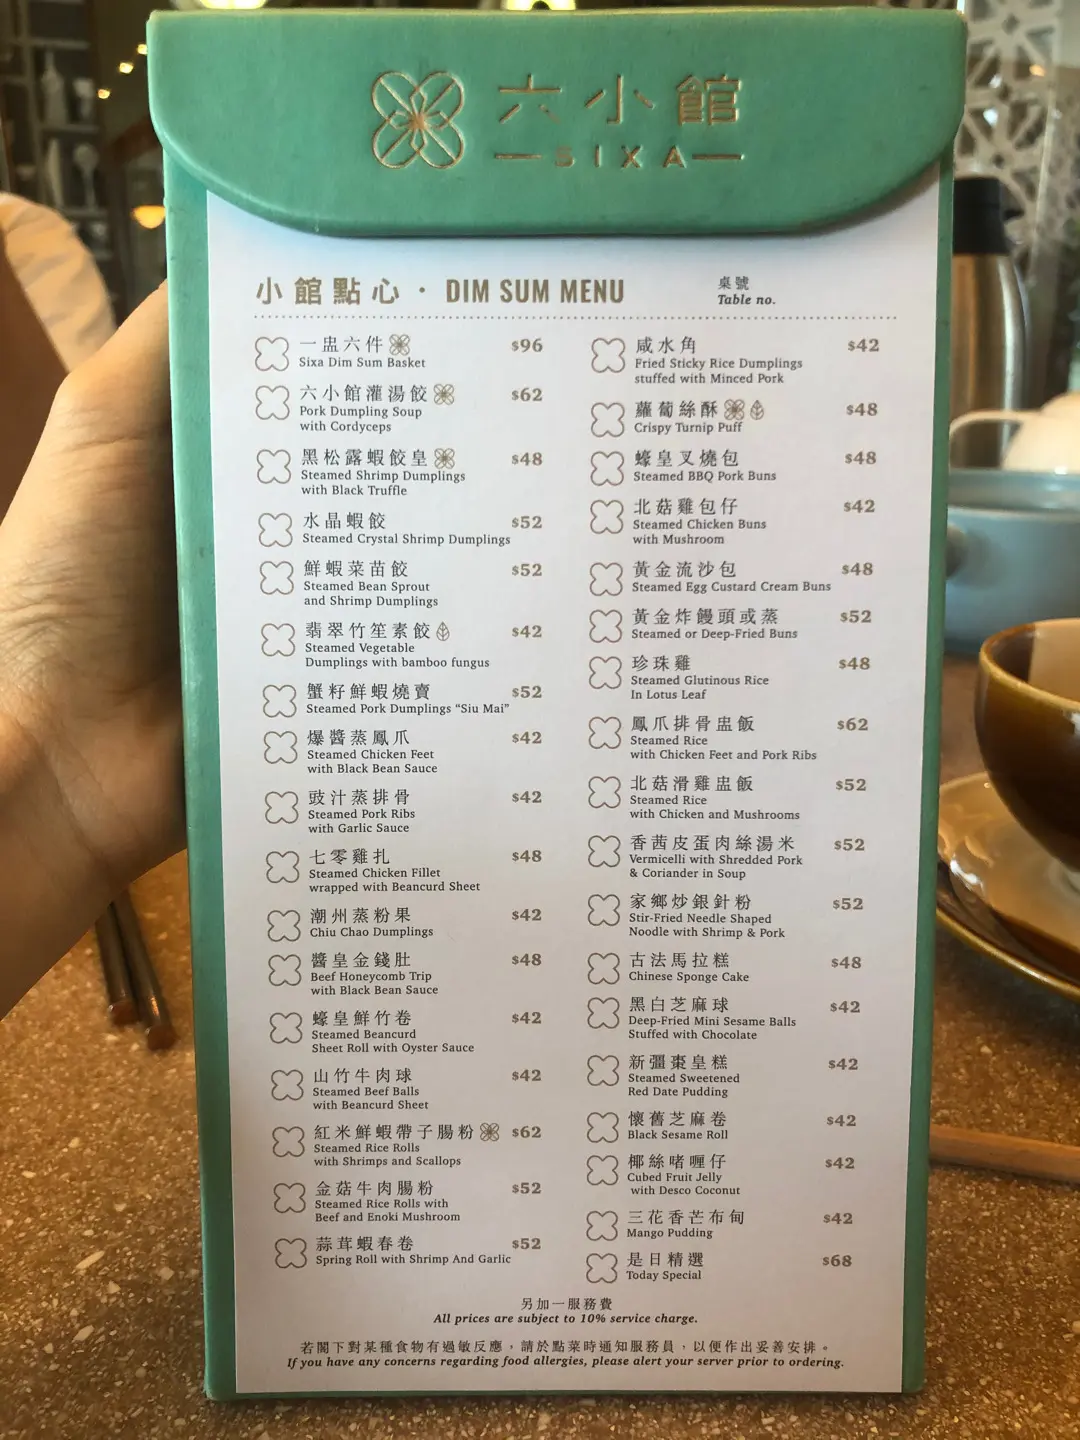 六小館
SIXA
小館點心 · DIM SUM MENU
桌號
Table no.
一盅六件 $96
Sixa Dim Sum Basket
六小館灌湯餃 $62
Pork Dumpling Soup
with Cordyceps
黑松露蝦餃皇 $48
Steamed Shrimp Dumplings
with Black Truffle
水晶蝦餃 $52
Steamed Crystal Shrimp Dumplings
鮮蝦菜苗餃 $52
Steamed Bean Sprout
and Shrimp Dumplings
翡翠竹笙素餃 $42
Steamed Vegetable
Dumplings with bamboo fungus
蟹籽鮮蝦燒賣 $52
Steamed Pork Dumplings “Siu Mai”
爆醬蒸鳳爪 $42
Steamed Chicken Feet
with Black Bean Sauce
豉汁蒸排骨 $42
Steamed Pork Ribs
with Garlic Sauce
七零雞扎 $48
Steamed Chicken Fillet
wrapped with Beancurd Sheet
潮州蒸粉果 $42
Chiu Chao Dumplings
醬皇金錢肚 $48
Beef Honeycomb Trip
with Black Bean Sauce
蠔皇鮮竹卷 $42
Steamed Beancurd
Sheet Roll with Oyster Sauce
山竹牛肉球 $42
Steamed Beef Balls
with Beancurd Sheet
紅米鮮蝦帶子腸粉 $62
Steamed Rice Rolls
with Shrimps and Scallops
金菇牛肉腸粉 $52
Steamed Rice Rolls with
Beef and Enoki Mushroom
蒜茸蝦春卷 $52
Spring Roll with Shrimp And Garlic
咸水角 $42
Fried Sticky Rice Dumplings
stuffed with Minced Pork
蘿蔔絲酥 $48
Crispy Turnip Puff
蠔皇叉燒包 $48
Steamed BBQ Pork Buns
北菇雞包仔 $42
Steamed Chicken Buns
with Mushroom
黃金流沙包 $48
Steamed Egg Custard Cream Buns
黃金炸饅頭或蒸 $52
Steamed or Deep-Fried Buns
珍珠雞 $48
Steamed Glutinous Rice
In Lotus Leaf
鳳爪排骨盅飯 $62
Steamed Rice
with Chicken Feet and Pork Ribs
北菇滑雞盅飯 $52
Steamed Rice
with Chicken and Mushrooms
香茜皮蛋肉絲湯米 $52
Vermicelli with Shredded Pork
& Coriander in Soup
家鄉炒銀針粉 $52
Stir-Fried Needle Shaped
Noodle with Shrimp & Pork
古法馬拉糕 $48
Chinese Sponge Cake
黑白芝麻球 $42
Deep-Fried Mini Sesame Balls
Stuffed with Chocolate
新彊棗皇糕 $42
Steamed Sweetened
Red Date Pudding
懷舊芝麻卷 $42
Black Sesame Roll
椰絲啫喱仔 $42
Cubed Fruit Jelly
with Desco Coconut
三花香芒布甸 $42
Mango Pudding
是日精選 $68
Today Special
另加一服務費
All prices are subject to 10% service charge.
若閣下對某種食物有過敏反應，請於點菜時通知服務員，以便作出妥善安排。
If you have any concerns regarding food allergies, please alert your server prior to ordering.